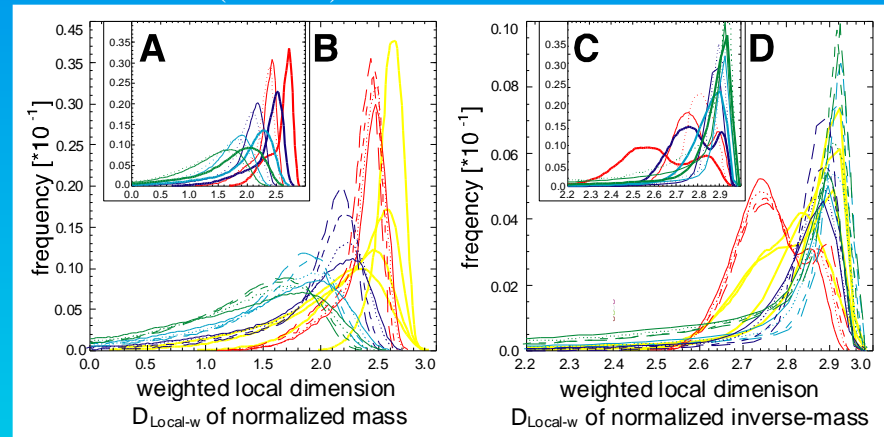 A
B
C
D
frequency [*10⁻¹]
0.45
0.40
0.35
0.30
0.25
0.20
0.15
0.10
0.05
0.0
0.0 0.5 1.0 1.5 2.0 2.5 3.0
weighted local dimension
D Local-w of normalized mass
0.35
0.30
0.25
0.20
0.15
0.10
0.05
0.0
0.0 0.5 1.0 1.5 2.0 2.5
freqency [*10⁻¹]
0.10
0.08
0.06
0.04
0.02
0.0
2.2 2.3 2.4 2.5 2.6 2.7 2.8 2.9 3.0
weighted local dimenison
D Local-w of normalized inverse-mass
0.35
0.30
0.25
0.20
0.15
0.10
0.05
0.0
2.2 2.3 2.4 2.5 2.6 2.7 2.8 2.9